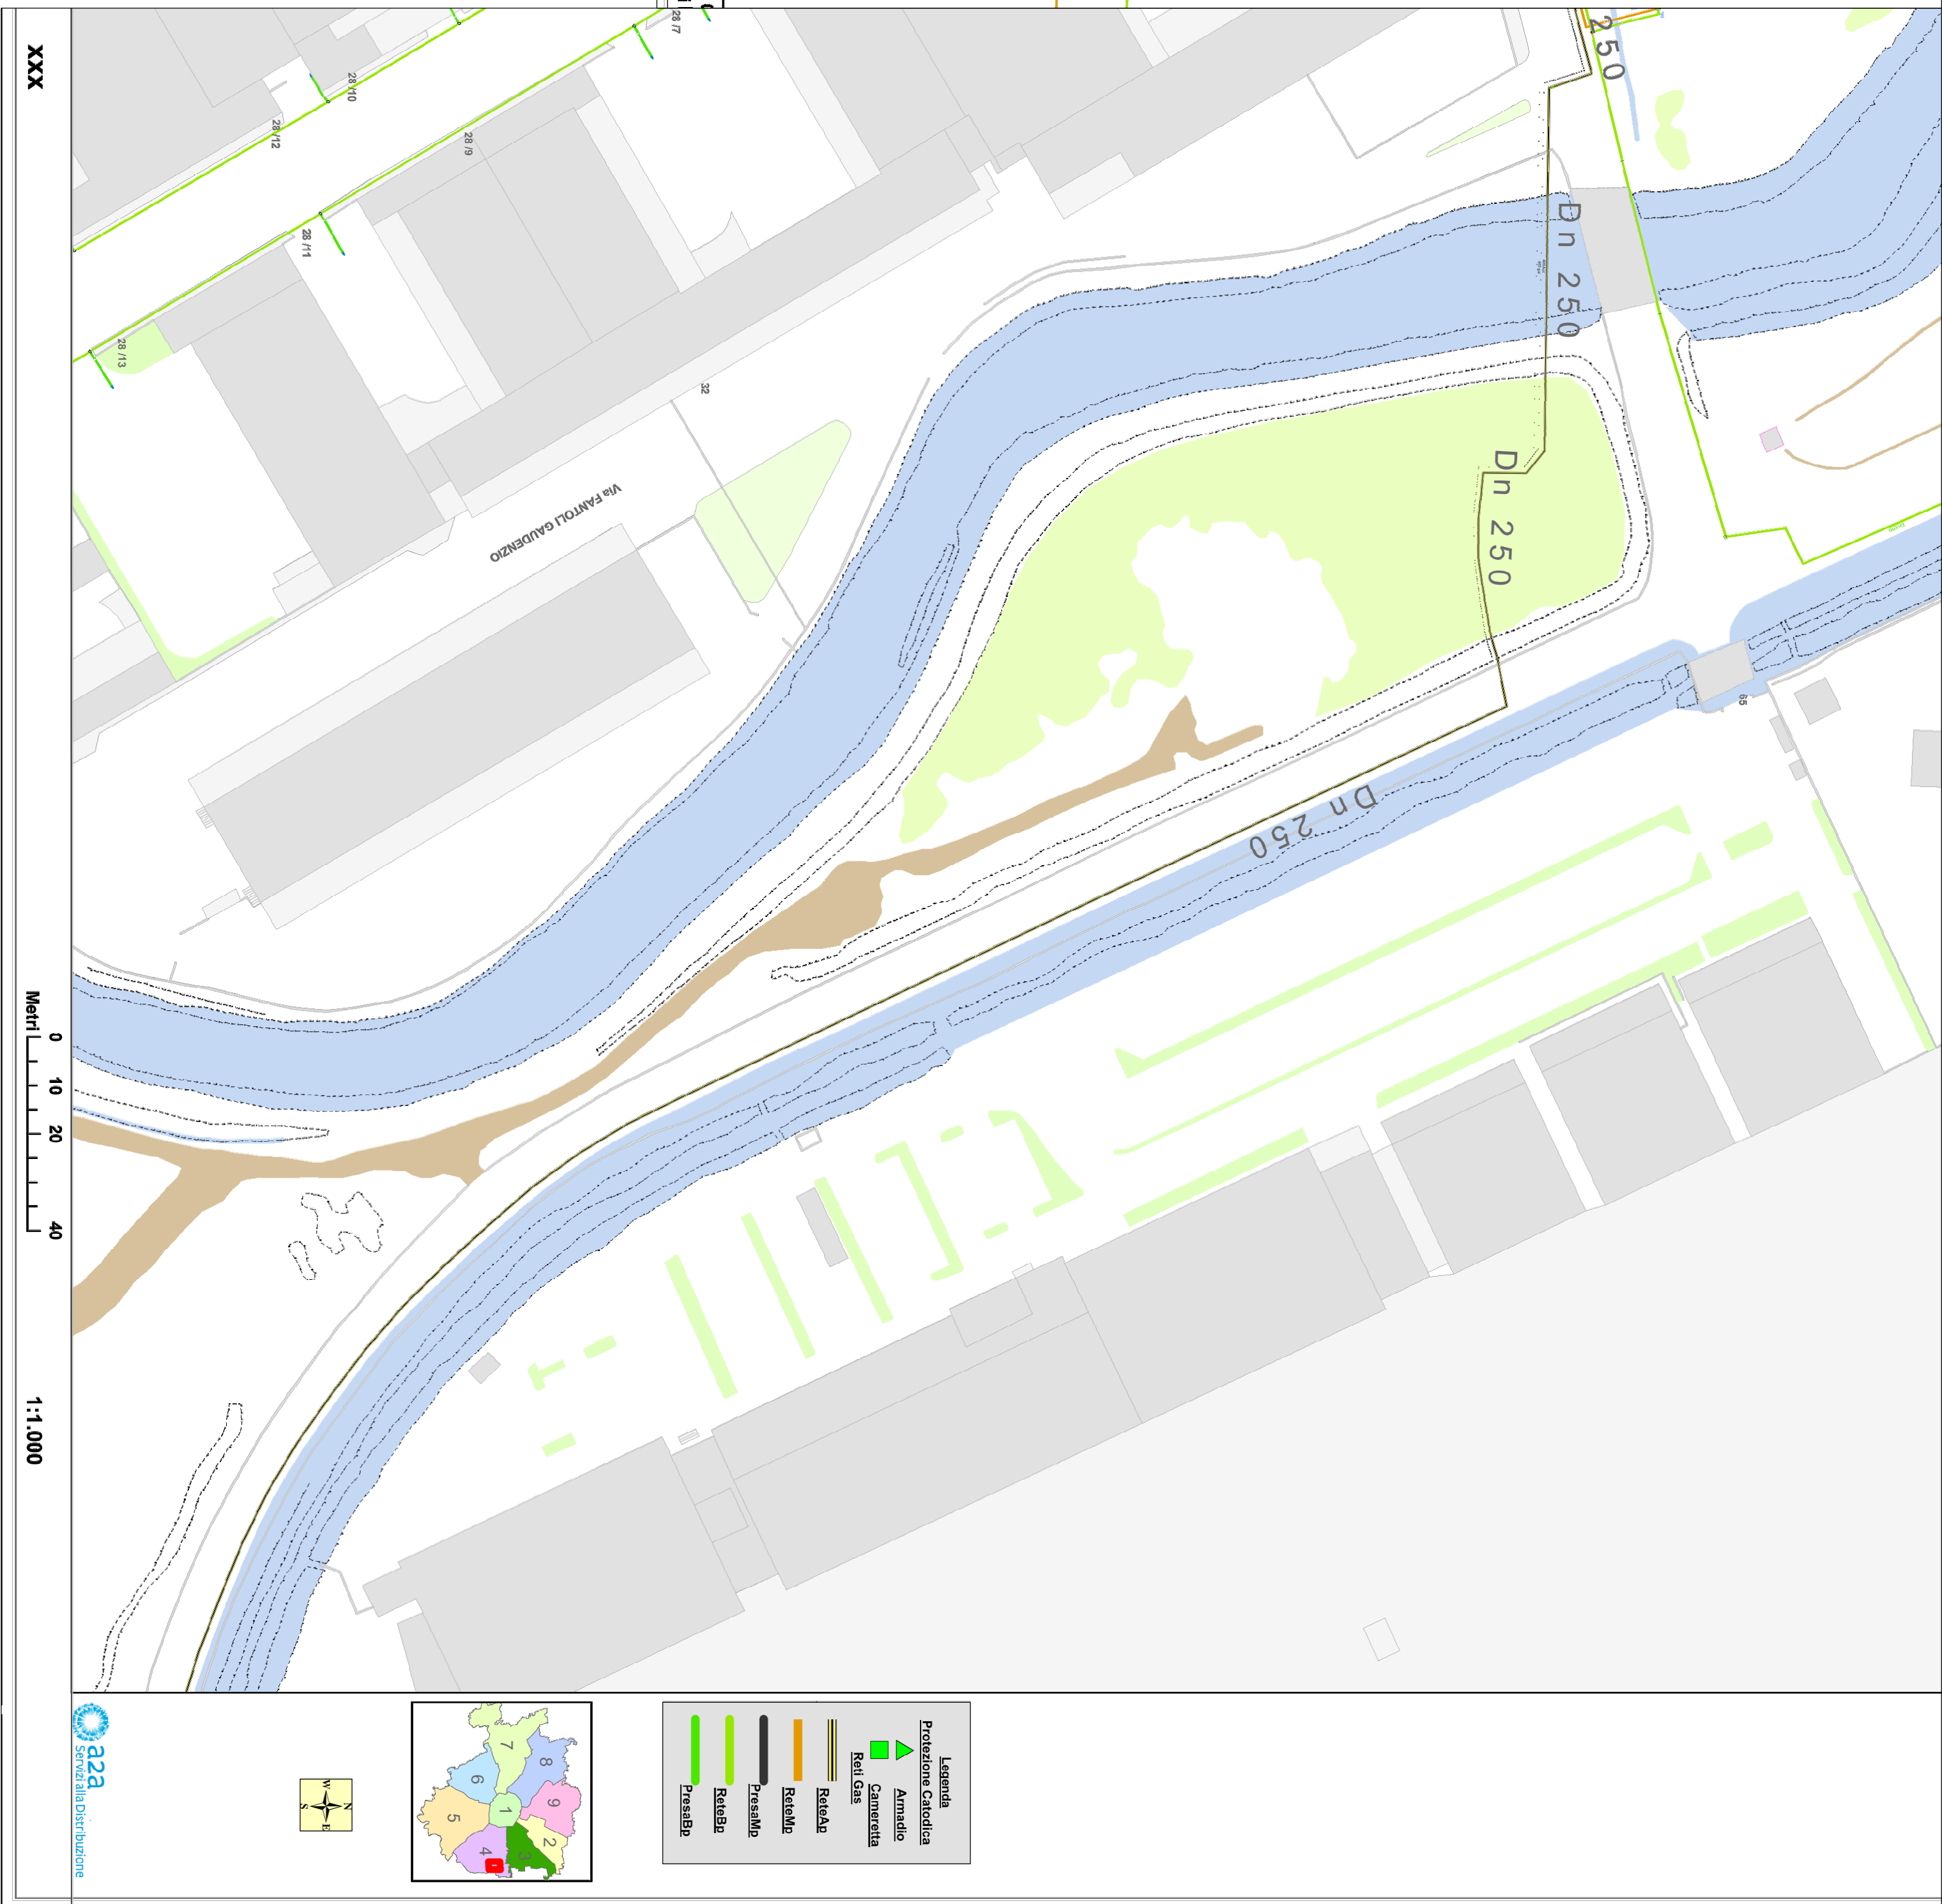 28 /7
28 /10
28 /12
28 /9
28 /11
28 /13
32
Via FANTOLI GAUDENZIO
250
Dn 250
Dn 250
Dn 250
65
xxx
Metri
0 10 20 40
1:1.000
Legenda
Protezione Catodica
Armadio
Cameretta
Reti Gas
ReteAp
ReteMp
PresaMp
ReteBp
PresaBp
7
8
9
6
1
2
5
4
3
N
W E
S
a2a
Servizi alla Distribuzione